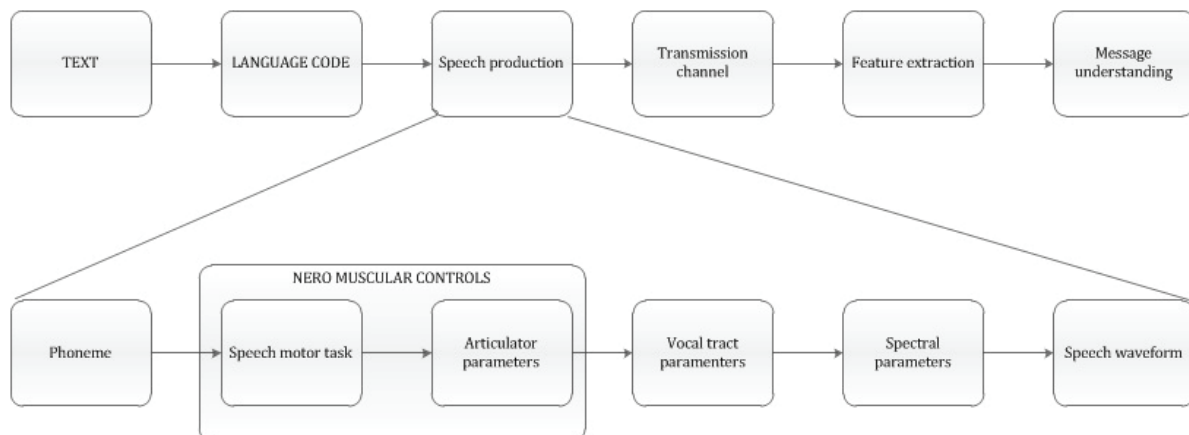 TEXT
LANGUAGE CODE
Speech production
Transmission
channel
Feature extraction
Message
understanding
NERO MUSCULAR CONTROLS
Phoneme
Speech motor task
Articulator
parameters
Vocal tract
paramenters
Spectral
parameters
Speech waveform